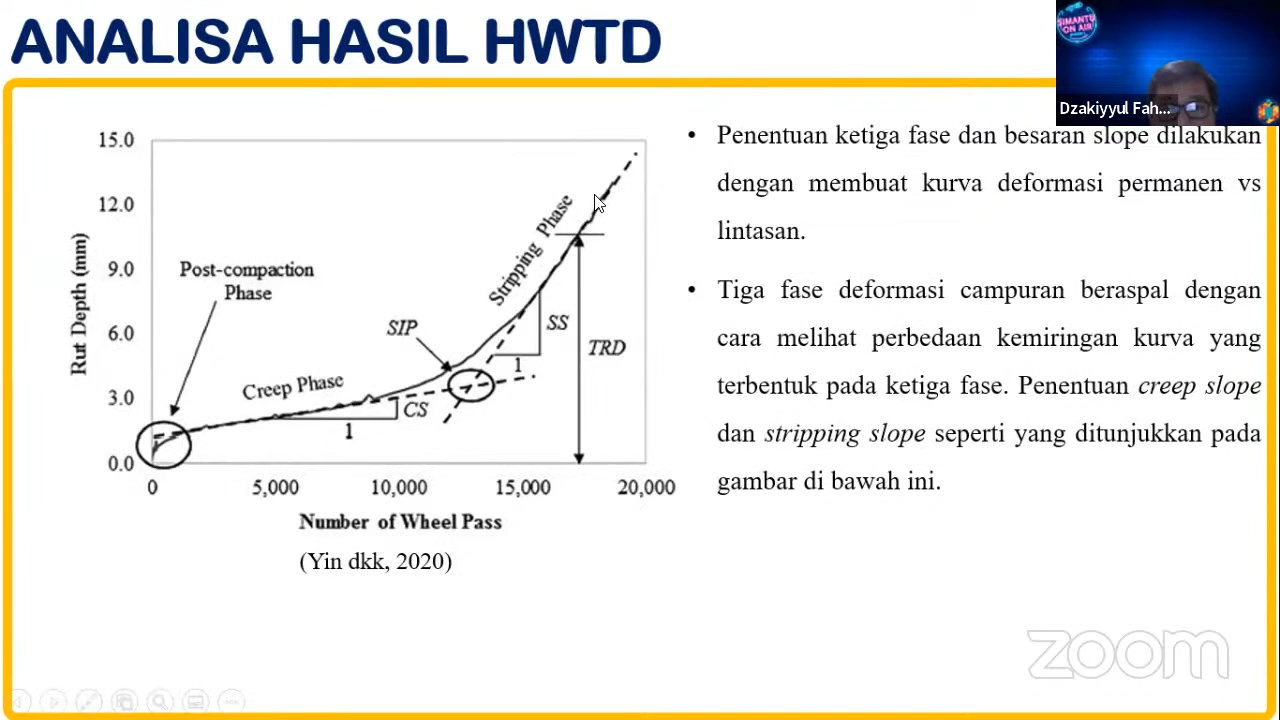 ANALISA HASIL HWTD
SIMANTU
ON AIR
Dzakiyyul Fah...
15.0
12.0
9.0
6.0
3.0
0.0
Rut Depth (mm)
Post-compaction
Phase
Creep Phase
SIP
Stripping Phase
SS
1
TRD
CS
1
0
5,000
10,000
15,000
20,000
Number of Wheel Pass
(Yin dkk, 2020)
• Penentuan ketiga fase dan besaran slope dilakukan
dengan membuat kurva deformasi permanen vs
lintasan.
• Tiga fase deformasi campuran beraspal dengan
cara melihat perbedaan kemiringan kurva yang
terbentuk pada ketiga fase. Penentuan creep slope
dan stripping slope seperti yang ditunjukkan pada
gambar di bawah ini.
zoom